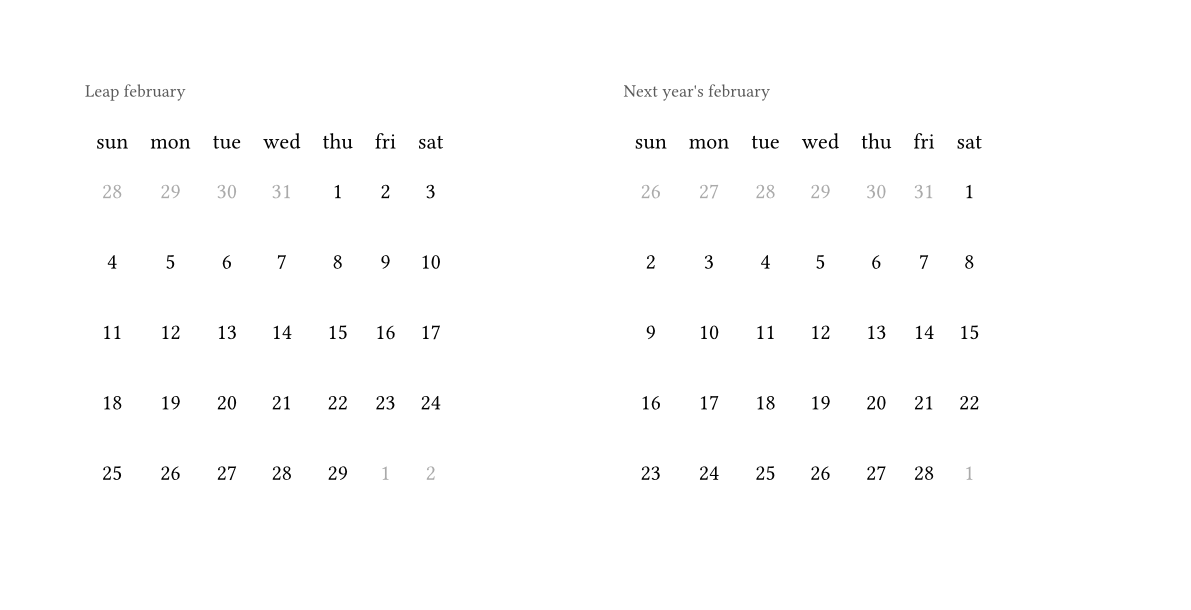 Leap february
sun mon tue wed thu fri sat
28 29 30 31 1 2 3
4 5 6 7 8 9 10
11 12 13 14 15 16 17
18 19 20 21 22 23 24
25 26 27 28 29 1 2
Next year's february
sun mon tue wed thu fri sat
26 27 28 29 30 31 1
2 3 4 5 6 7 8
9 10 11 12 13 14 15
16 17 18 19 20 21 22
23 24 25 26 27 28 1